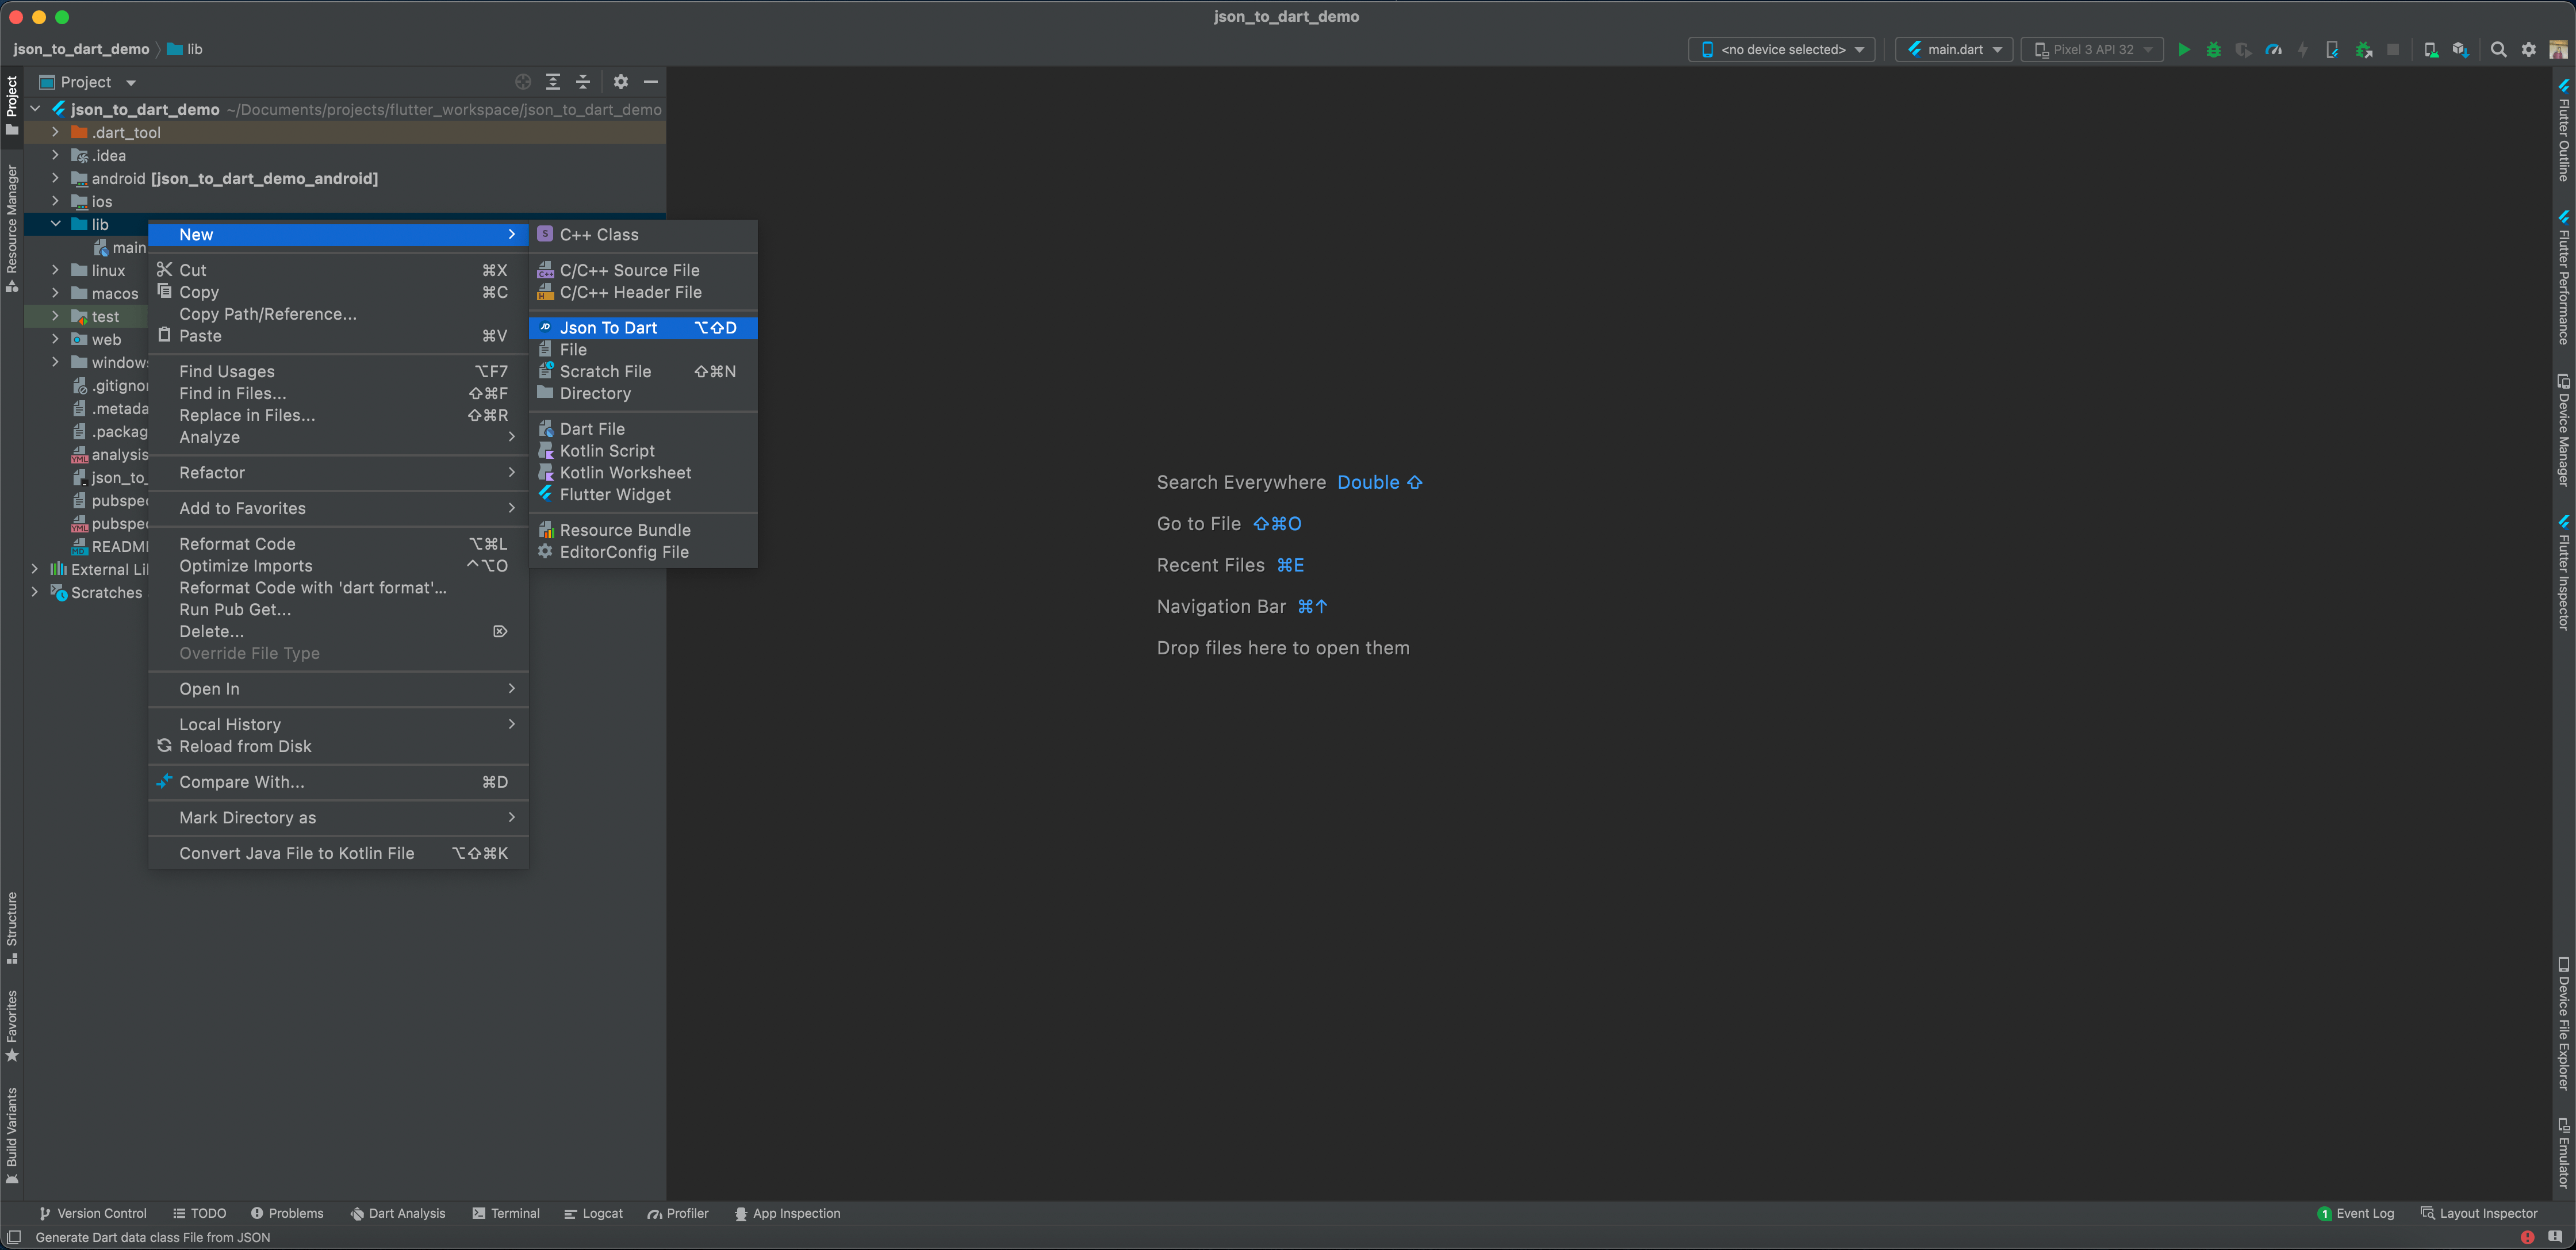 json_to_dart_demo
json_to_dart_demo lib
<no device selected> main.dart Pixel 3 API 32
Project
json_to_dart_demo ~/Documents/projects/flutter_workspace/json_to_dart_demo
.dart_tool
.idea
android [json_to_dart_demo_android]
ios
lib
main
linux
macos
test
web
window
.gitigno
.metada
.packag
analysis
json_to_
pubspec
pubspec
README
External Li
Scratches
New
Cut ⌘X
Copy ⌘C
Copy Path/Reference...
Paste ⌘V
Find Usages ⌥F7
Find in Files... ⇧⌘F
Replace in Files... ⇧⌘R
Analyze
Refactor
Add to Favorites
Reformat Code ⌥⌘L
Optimize Imports ^⌥O
Reformat Code with 'dart format'...
Run Pub Get...
Delete... ⌦
Override File Type
Open In
Local History
Reload from Disk
Compare With... ⌘D
Mark Directory as
Convert Java File to Kotlin File ⌥⇧⌘K
C++ Class
C/C++ Source File
C/C++ Header File
Json To Dart ⌥⇧D
File
Scratch File ⇧⌘N
Directory
Dart File
Kotlin Script
Kotlin Worksheet
Flutter Widget
Resource Bundle
EditorConfig File
Search Everywhere Double ⇧
Go to File ⇧⌘O
Recent Files ⌘E
Navigation Bar ⌘↑
Drop files here to open them
Project
Resource Manager
Structure
Favorites
Build Variants
Flutter Outline
Flutter Performance
Device Manager
Flutter Inspector
Device File Explorer
Emulator
Version Control TODO Problems Dart Analysis Terminal Logcat Profiler App Inspection 1 Event Log Layout Inspector
Generate Dart data class File from JSON